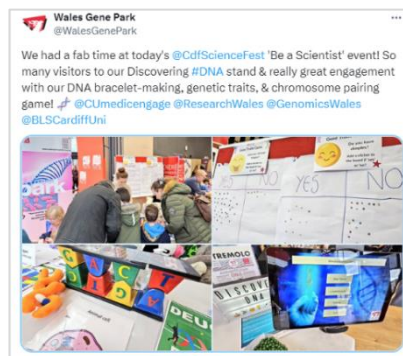 Wales Gene Park
@WalesGenePark
We had a fab time at today's @CdfScienceFest 'Be a Scientist' event! So
many visitors to our Discovering #DNA stand & really great engagement
with our DNA bracelet-making, genetic traits, & chromosome pairing
game! 🧬 @CUmedicengage @ResearchWales @GenomicsWales
@BLSCardiffUni
YES
NO
YES
NO
TREMOLO
DISCOVER
DNA